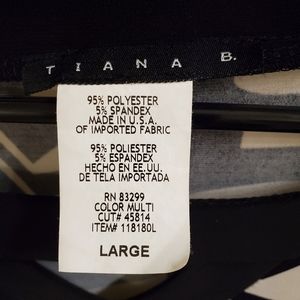 TIANA B.
95% POLYESTER
5% SPANDEX
MADE IN U.S.A.
OF IMPORTED FABRIC
95% POLIESTER
5% ESPANDEX
HECHO EN EE.UU.
DE TELA IMPORTADA
RN 83299
COLOR MULTI
CUT# 45814
ITEM# 118180L
LARGE